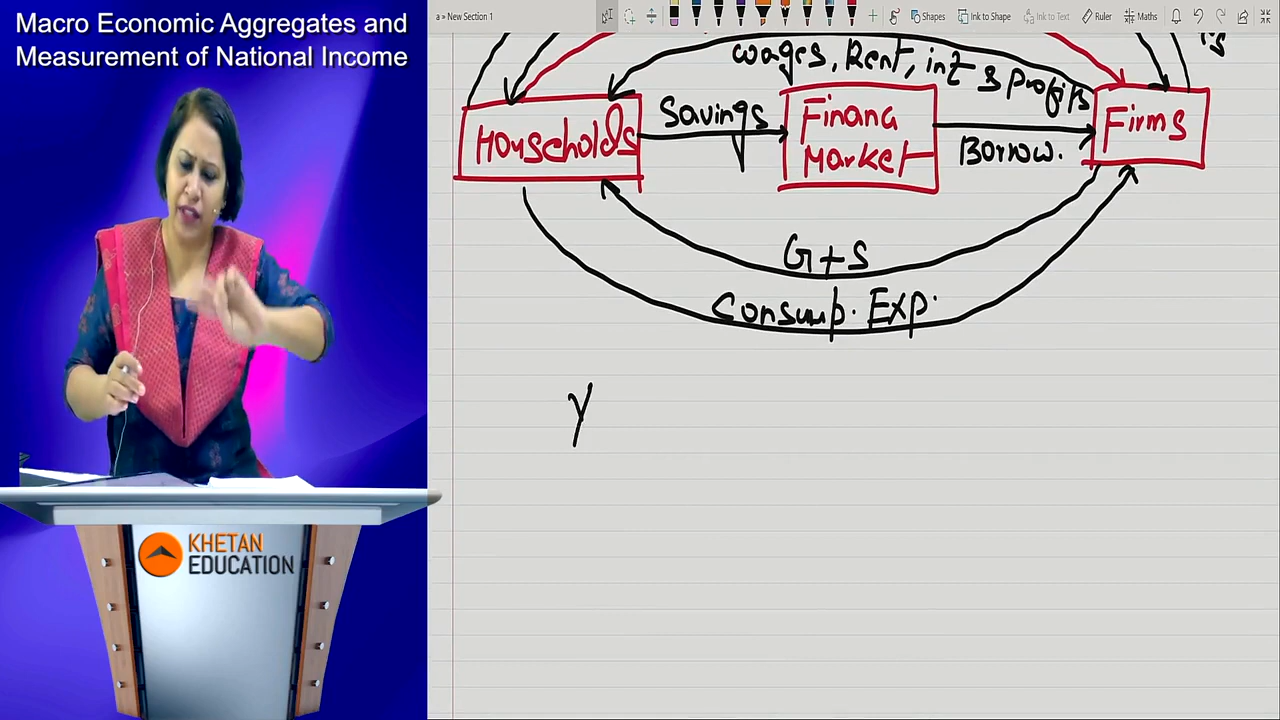 Macro Economic Aggregates and
Measurement of National Income
a » New Section 1
Shapes
Ink to Shape
Ink to Text
Ruler
Maths
Wages, Rent, int & profits
Households
Savings
Financ
Market
Borrow.
Firms
G+S
Consump. Exp.
Y
KHETAN
EDUCATION